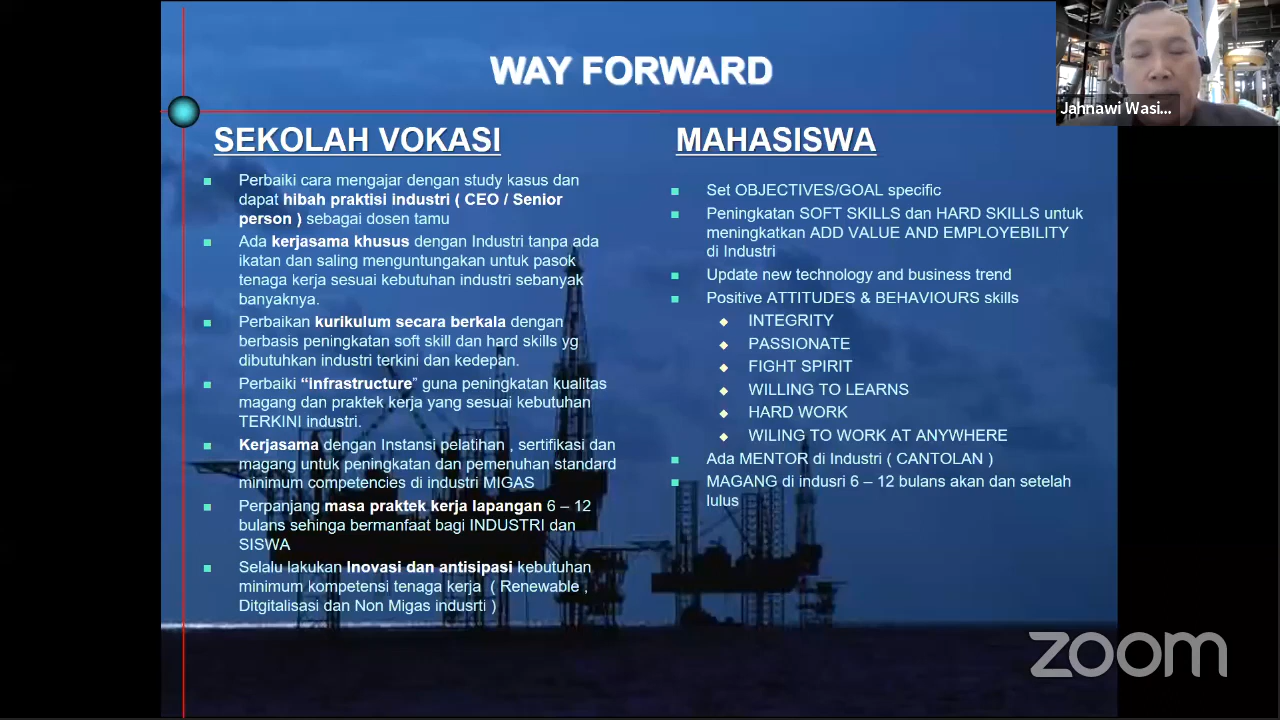 WAY FORWARD
Jahnawi Wasi...
SEKOLAH VOKASI
Perbaiki cara mengajar dengan study kasus dan
dapat hibah praktisi industri ( CEO / Senior
person ) sebagai dosen tamu
Ada kerjasama khusus dengan Industri tanpa ada
ikatan dan saling menguntungakan untuk pasok
tenaga kerja sesuai kebutuhan industri sebanyak
banyaknya.
Perbaikan kurikulum secara berkala dengan
berbasis peningkatan soft skill dan hard skills yg
dibutuhkan industri terkini dan kedepan.
Perbaiki “infrastructure” guna peningkatan kualitas
magang dan praktek kerja yang sesuai kebutuhan
TERKINI industri.
Kerjasama dengan Instansi pelatihan , sertifikasi dan
magang untuk peningkatan dan pemenuhan standard
minimum competencies di industri MIGAS
Perpanjang masa praktek kerja lapangan 6 – 12
bulans sehinga bermanfaat bagi INDUSTRI dan
SISWA
Selalu lakukan Inovasi dan antisipasi kebutuhan
minimum kompetensi tenaga kerja ( Renewable ,
Ditgitalisasi dan Non Migas indusrti )
MAHASISWA
Set OBJECTIVES/GOAL specific
Peningkatan SOFT SKILLS dan HARD SKILLS untuk
meningkatkan ADD VALUE AND EMPLOYEBILITY
di Industri
Update new technology and business trend
Positive ATTITUDES & BEHAVIOURS skills
INTEGRITY
PASSIONATE
FIGHT SPIRIT
WILLING TO LEARNS
HARD WORK
WILING TO WORK AT ANYWHERE
Ada MENTOR di Industri ( CANTOLAN )
MAGANG di indusri 6 – 12 bulans akan dan setelah
lulus
zoom